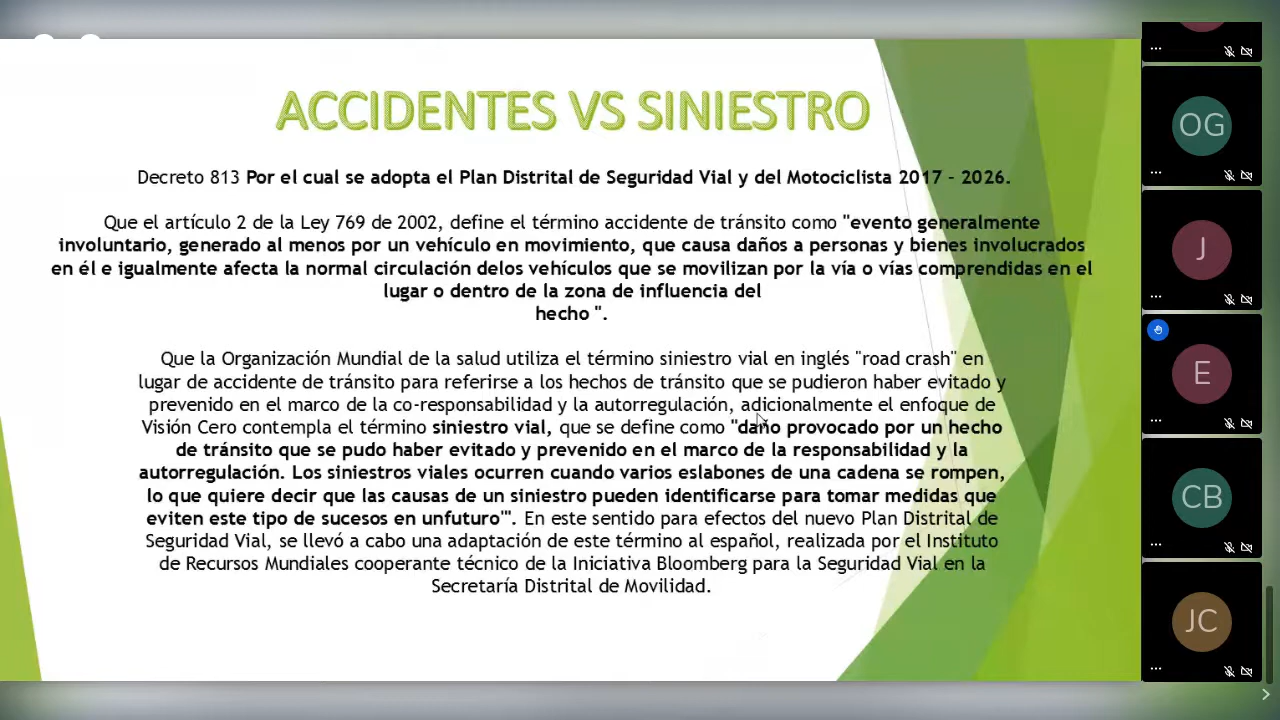 ACCIDENTES VS SINIESTRO
Decreto 813 Por el cual se adopta el Plan Distrital de Seguridad Vial y del Motociclista 2017 - 2026.
Que el artículo 2 de la Ley 769 de 2002, define el término accidente de tránsito como "evento generalmente
involuntario, generado al menos por un vehículo en movimiento, que causa daños a personas y bienes involucrados
en él e igualmente afecta la normal circulación delos vehículos que se movilizan por la vía o vías comprendidas en el
lugar o dentro de la zona de influencia del
hecho ".
Que la Organización Mundial de la salud utiliza el término siniestro vial en inglés "road crash" en
lugar de accidente de tránsito para referirse a los hechos de tránsito que se pudieron haber evitado y
prevenido en el marco de la co-responsabilidad y la autorregulación, adicionalmente el enfoque de
Visión Cero contempla el término siniestro vial, que se define como "daño provocado por un hecho
de tránsito que se pudo haber evitado y prevenido en el marco de la responsabilidad y la
autorregulación. Los siniestros viales ocurren cuando varios eslabones de una cadena se rompen,
lo que quiere decir que las causas de un siniestro pueden identificarse para tomar medidas que
eviten este tipo de sucesos en unfuturo'". En este sentido para efectos del nuevo Plan Distrital de
Seguridad Vial, se llevó a cabo una adaptación de este término al español, realizada por el Instituto
de Recursos Mundiales cooperante técnico de la Iniciativa Bloomberg para la Seguridad Vial en la
Secretaría Distrital de Movilidad.
OG
J
E
CB
JC